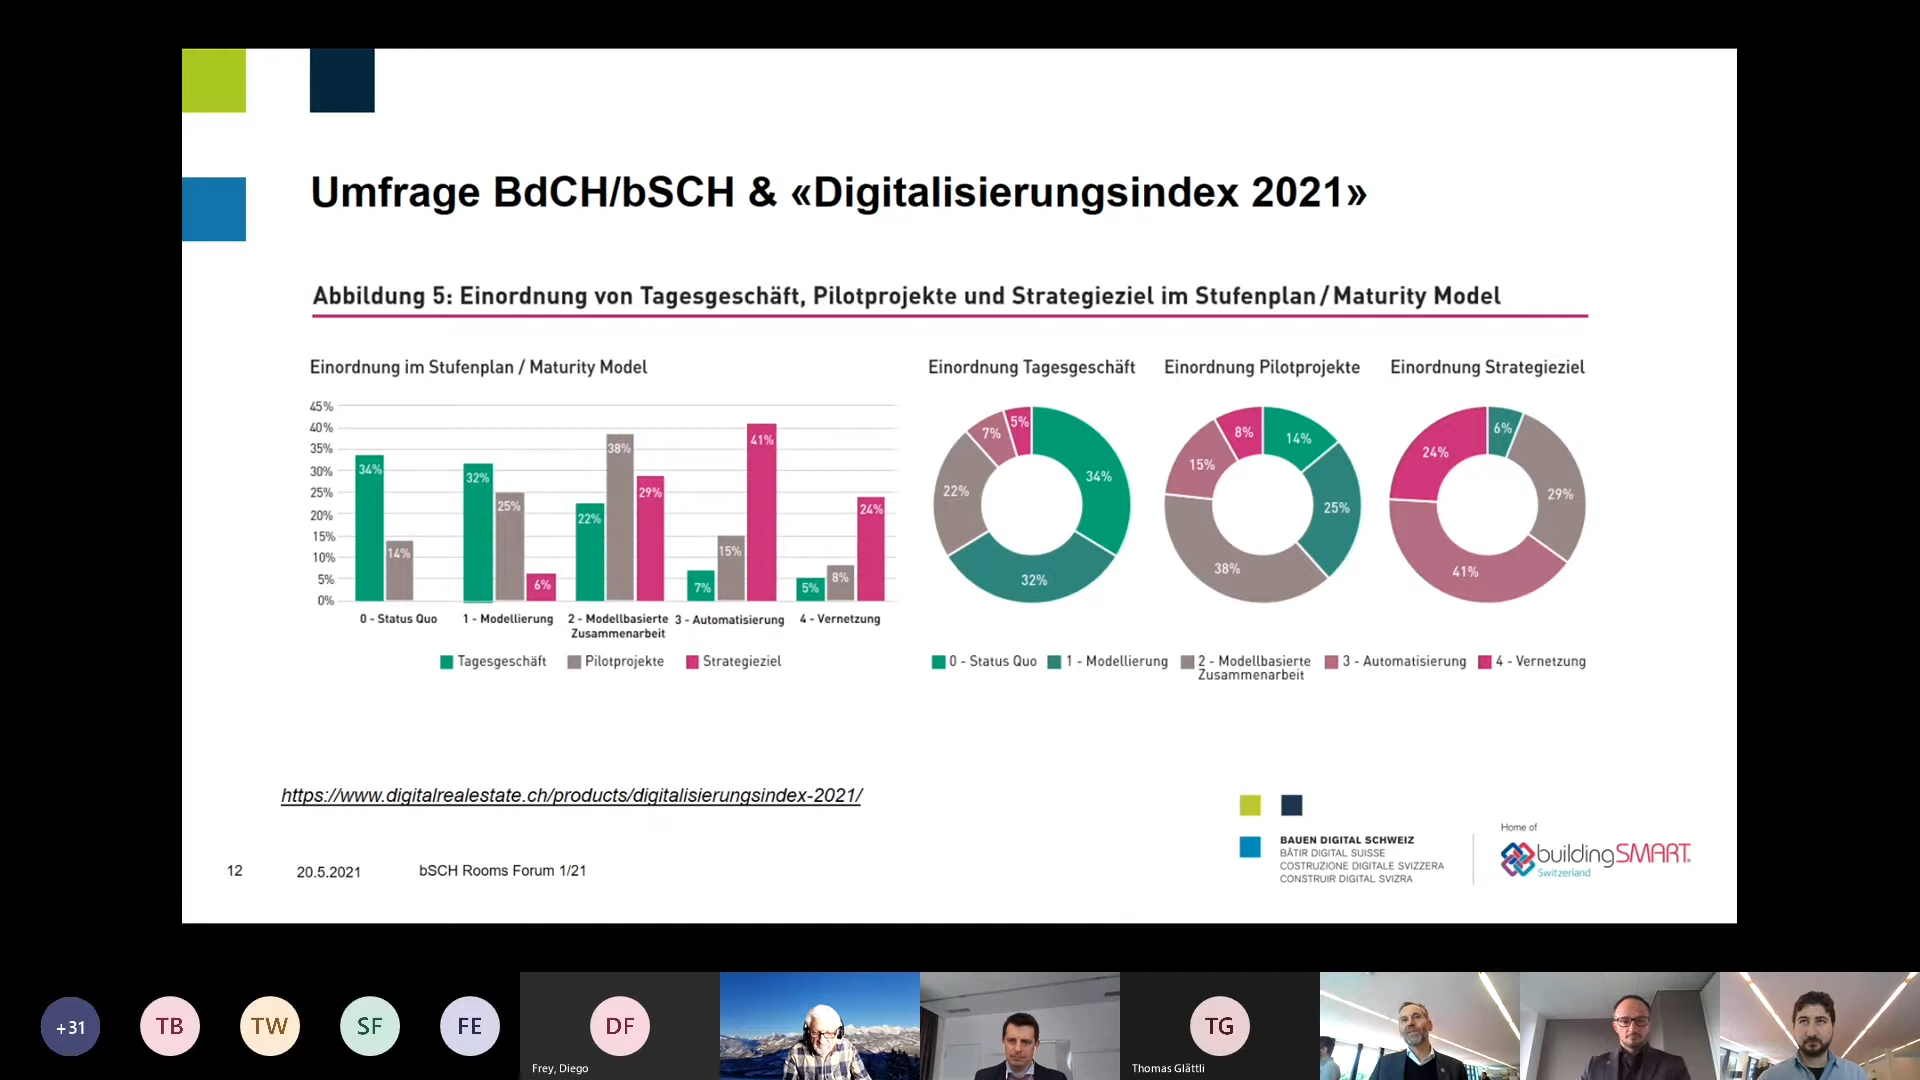 Umfrage BdCH/bSCH & «Digitalisierungsindex 2021»
Abbildung 5: Einordnung von Tagesgeschäft, Pilotprojekte und Strategieziel im Stufenplan/Maturity Model
Einordnung im Stufenplan / Maturity Model
45%
40%
35%
30%
25%
20%
15%
10%
5%
0%
34%
14%
32%
25%
6%
22%
38%
29%
7%
15%
41%
5%
8%
24%
0 - Status Quo
1 - Modellierung
2 - Modellbasierte
Zusammenarbeit
3 - Automatisierung
4 - Vernetzung
Tagesgeschäft
Pilotprojekte
Strategieziel
Einordnung Tagesgeschäft
34%
32%
22%
7%
5%
Einordnung Pilotprojekte
14%
25%
38%
15%
8%
Einordnung Strategieziel
6%
29%
41%
24%
0 - Status Quo
1 - Modellierung
2 - Modellbasierte
Zusammenarbeit
3 - Automatisierung
4 - Vernetzung
https://www.digitalrealestate.ch/products/digitalisierungsindex-2021/
12
20.5.2021
bSCH Rooms Forum 1/21
BAUEN DIGITAL SCHWEIZ
BÂTIR DIGITAL SUISSE
COSTRUZIONE DIGITALE SVIZZERA
CONSTRUIR DIGITAL SVIZRA
Home of
buildingSMART
Switzerland
+31
TB
TW
SF
FE
DF
Frey, Diego
TG
Thomas Glättli